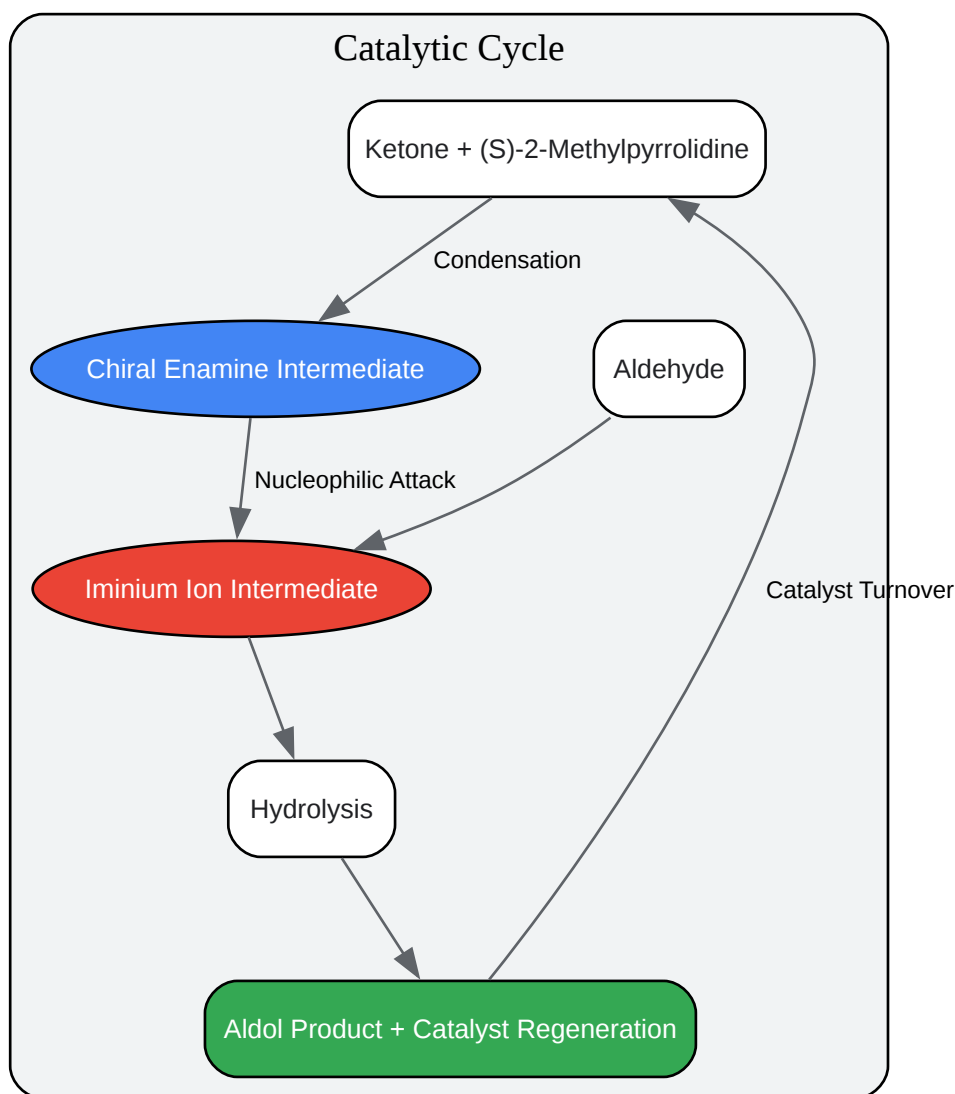 Catalytic Cycle
Ketone + (S)-2-Methylpyrrolidine
Condensation
Chiral Enamine Intermediate
Aldehyde
Nucleophilic Attack
Iminium Ion Intermediate
Catalyst Turnover
Hydrolysis
Aldol Product + Catalyst Regeneration